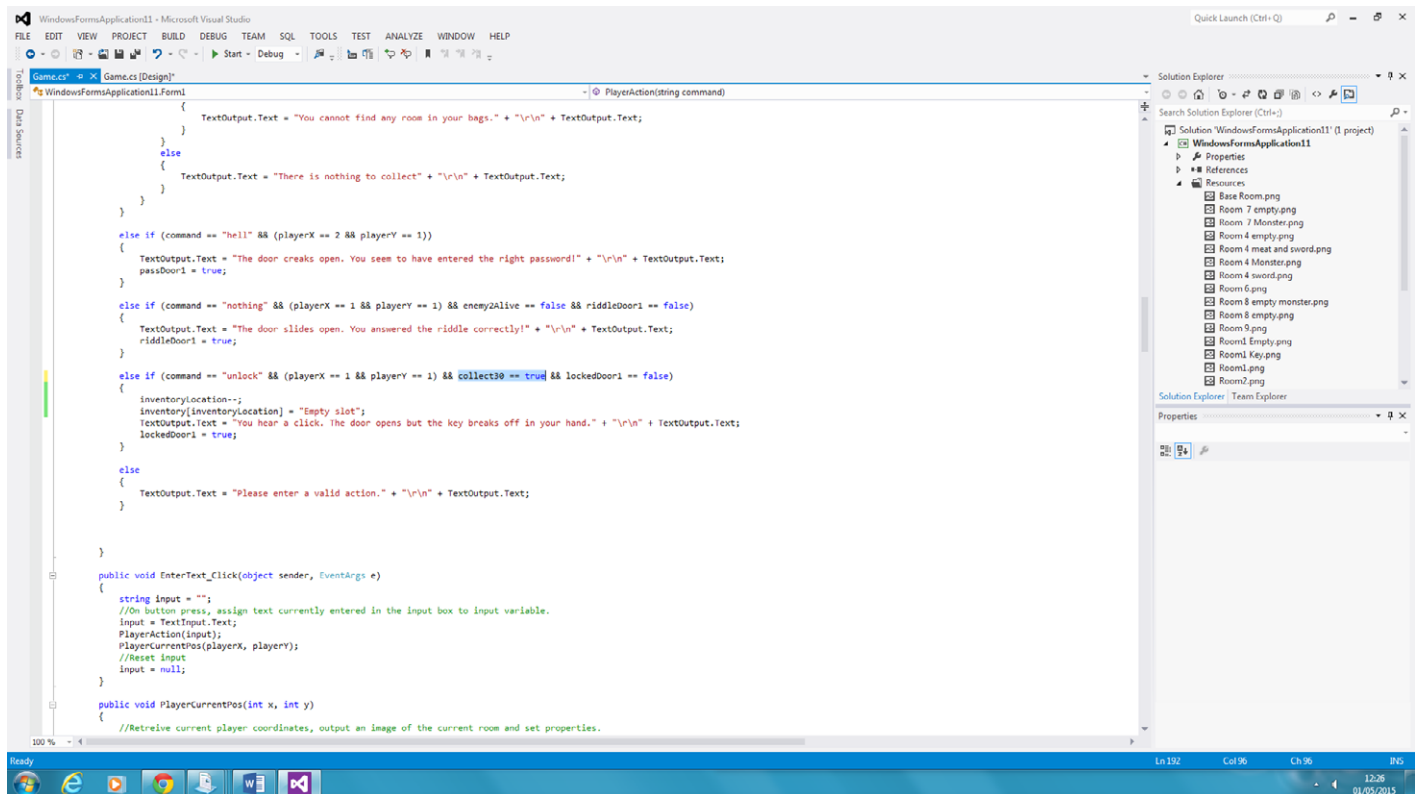 WindowsFormsApplication11 - Microsoft Visual Studio
Quick Launch (Ctrl+Q)
FILE EDIT VIEW PROJECT BUILD DEBUG TEAM SQL TOOLS TEST ANALYZE WINDOW HELP
Start - Debug
Toolbox
Data Sources
Game.cs* Game.cs [Design]*
WindowsFormsApplication11.Form1
PlayerAction(string command)
{
TextOutput.Text = "You cannot find any room in your bags." + "\r\n" + TextOutput.Text;
}
}
else
{
TextOutput.Text = "There is nothing to collect" + "\r\n" + TextOutput.Text;
}
}
}
else if (command == "hell" && (playerX == 2 && playerY == 1))
{
TextOutput.Text = "The door creaks open. You seem to have entered the right password!" + "\r\n" + TextOutput.Text;
passDoor1 = true;
}
else if (command == "nothing" && (playerX == 1 && playerY == 1) && enemy2Alive == false && riddleDoor1 == false)
{
TextOutput.Text = "The door slides open. You answered the riddle correctly!" + "\r\n" + TextOutput.Text;
riddleDoor1 = true;
}
else if (command == "unlock" && (playerX == 1 && playerY == 1) && collect30 == true && lockedDoor1 == false)
{
inventoryLocation--;
inventory[inventoryLocation] = "Empty slot";
TextOutput.Text = "You hear a click. The door opens but the key breaks off in your hand." + "\r\n" + TextOutput.Text;
lockedDoor1 = true;
}
else
{
TextOutput.Text = "Please enter a valid action." + "\r\n" + TextOutput.Text;
}
}
public void EnterText_Click(object sender, EventArgs e)
{
string input = "";
//On button press, assign text currently entered in the input box to input variable.
input = TextInput.Text;
PlayerAction(input);
PlayerCurrentPos(playerX, playerY);
//Reset input
input = null;
}
public void PlayerCurrentPos(int x, int y)
{
//Retreive current player coordinates, output an image of the current room and set properties.
100 %
Solution Explorer
Search Solution Explorer (Ctrl+;)
Solution 'WindowsFormsApplication11' (1 project)
WindowsFormsApplication11
Properties
References
Resources
Base Room.png
Room 7 empty.png
Room 7 Monster.png
Room 4 empty.png
Room 4 meat and sword.png
Room 4 Monster.png
Room 4 sword.png
Room 6.png
Room 8 empty monster.png
Room 8 empty.png
Room 9.png
Room1 Empty.png
Room1 Key.png
Room1.png
Room2.png
Solution Explorer Team Explorer
Properties
Ready
Ln 192 Col 96 Ch 96 INS
12:26
01/05/2015